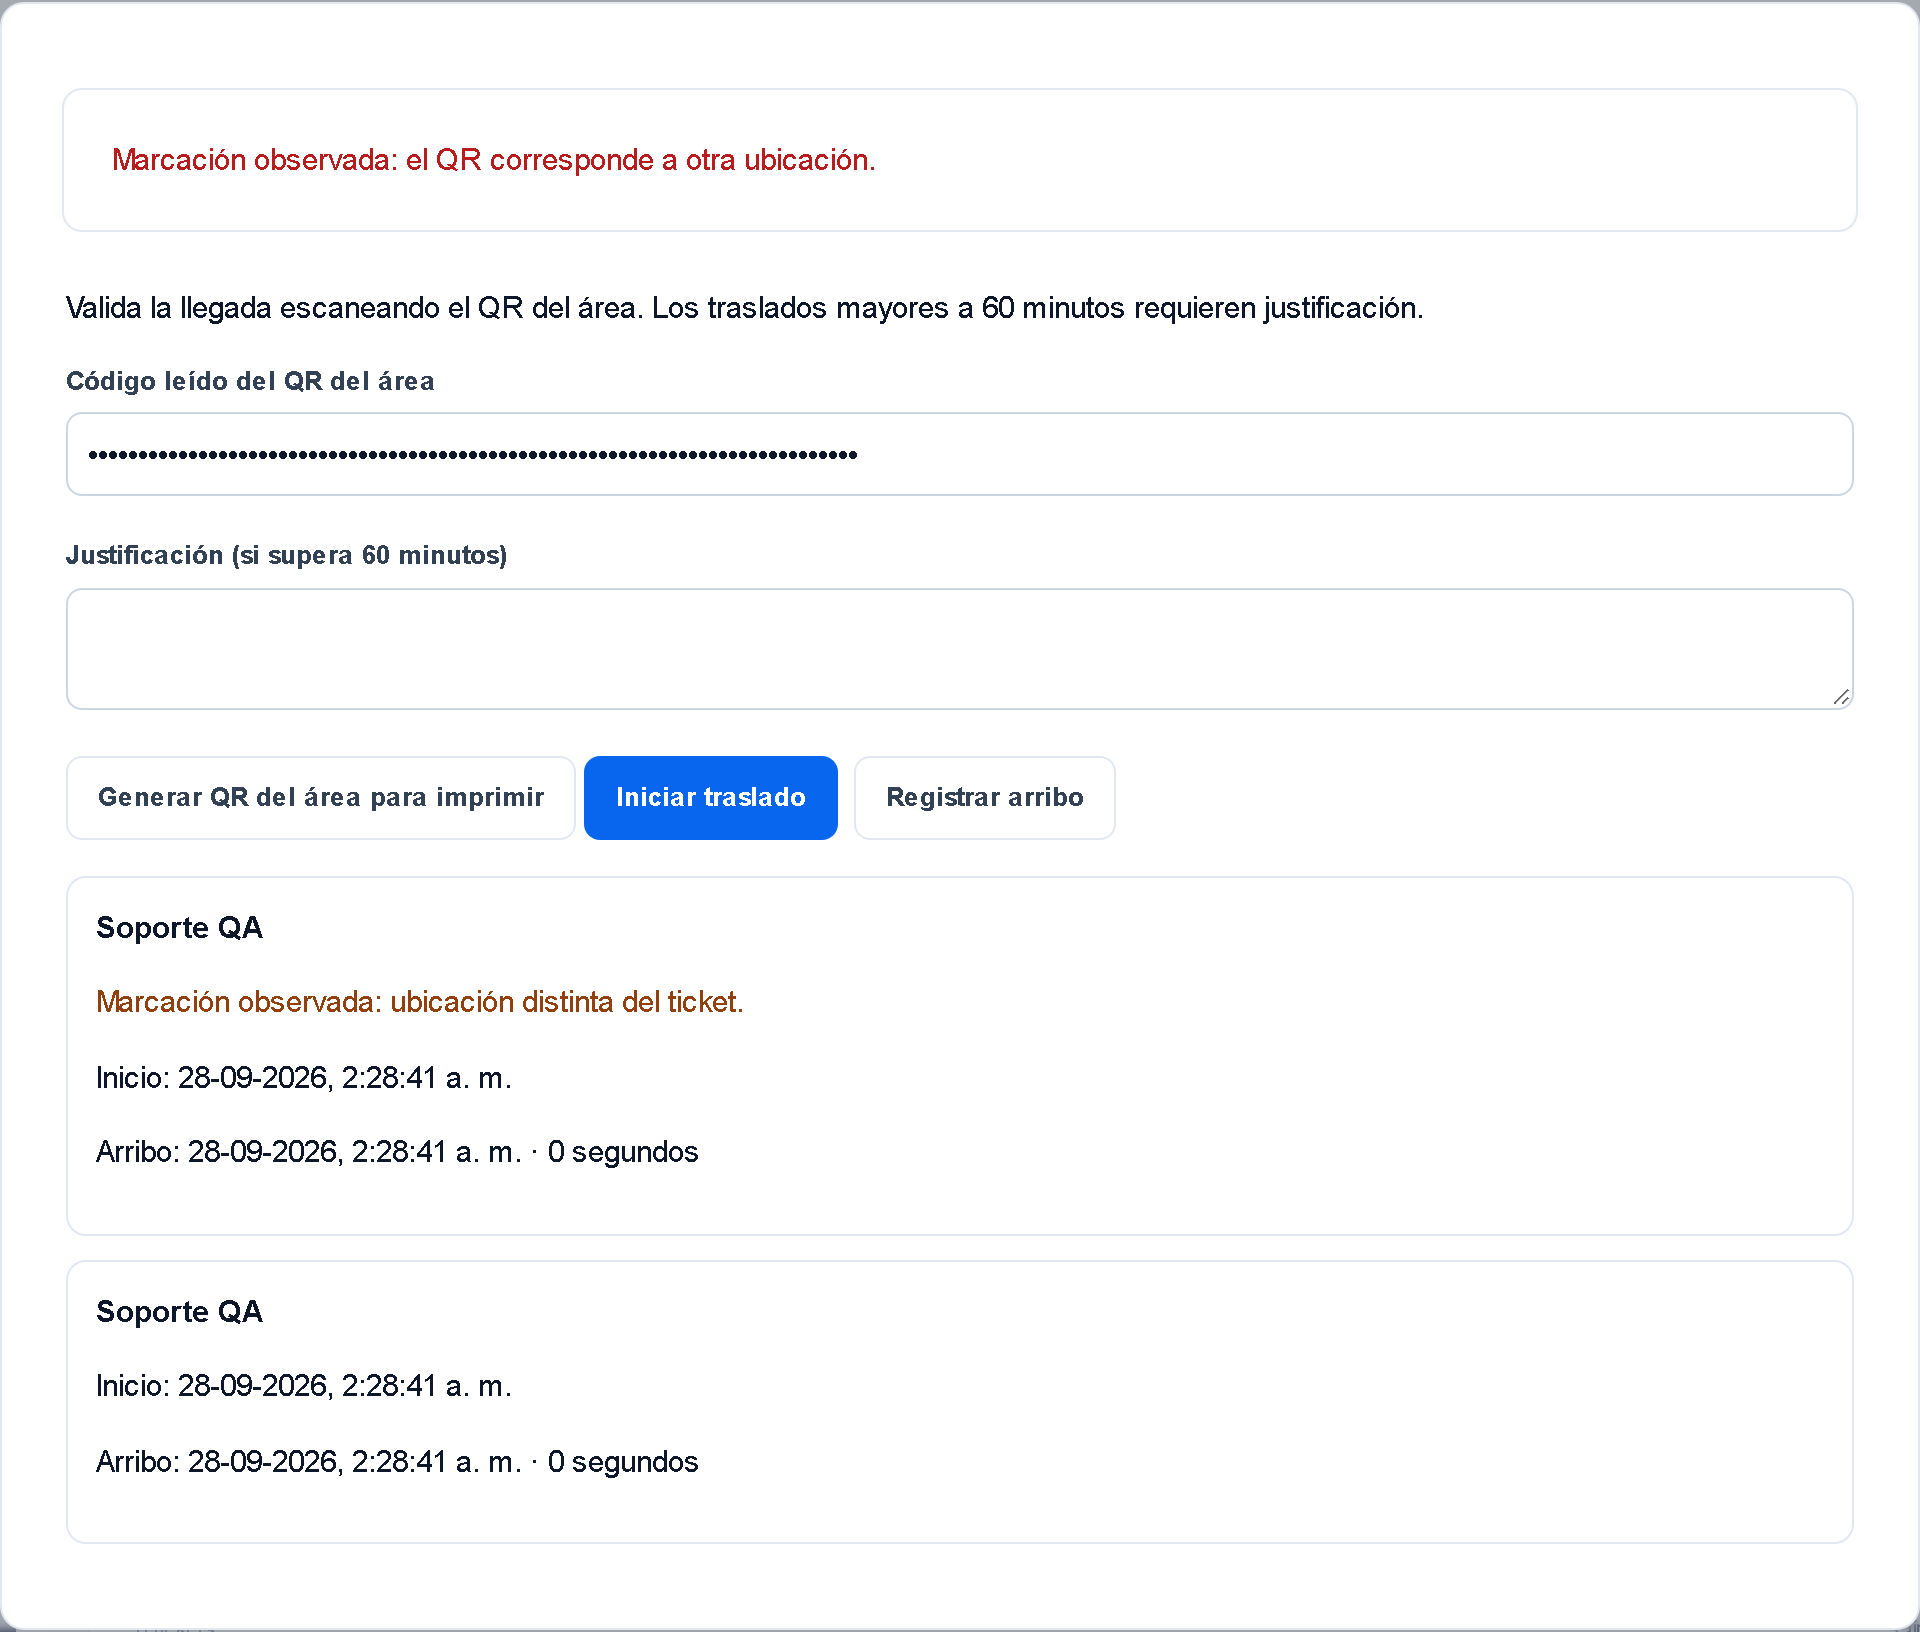 Marcación observada: el QR corresponde a otra ubicación.
Valida la llegada escaneando el QR del área. Los traslados mayores a 60 minutos requieren justificación.
Código leído del QR del área
Justificación (si supera 60 minutos)
Generar QR del área para imprimir
Iniciar traslado
Registrar arribo
Soporte QA
Marcación observada: ubicación distinta del ticket.
Inicio: 28-09-2026, 2:28:41 a. m.
Arribo: 28-09-2026, 2:28:41 a. m. · 0 segundos
Soporte QA
Inicio: 28-09-2026, 2:28:41 a. m.
Arribo: 28-09-2026, 2:28:41 a. m. · 0 segundos